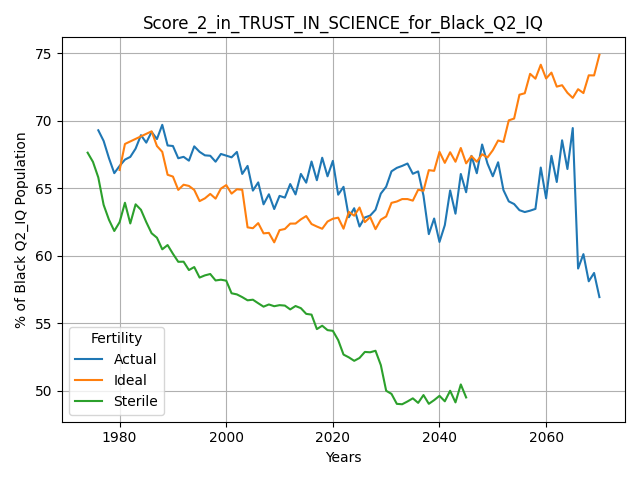 Score_2_in_TRUST_IN_SCIENCE_for_Black_Q2_IQ
% of Black Q2_IQ Population
75
70
65
60
55
50
Fertility
Actual
Ideal
Sterile
1980
2000
2020
2040
2060
Years